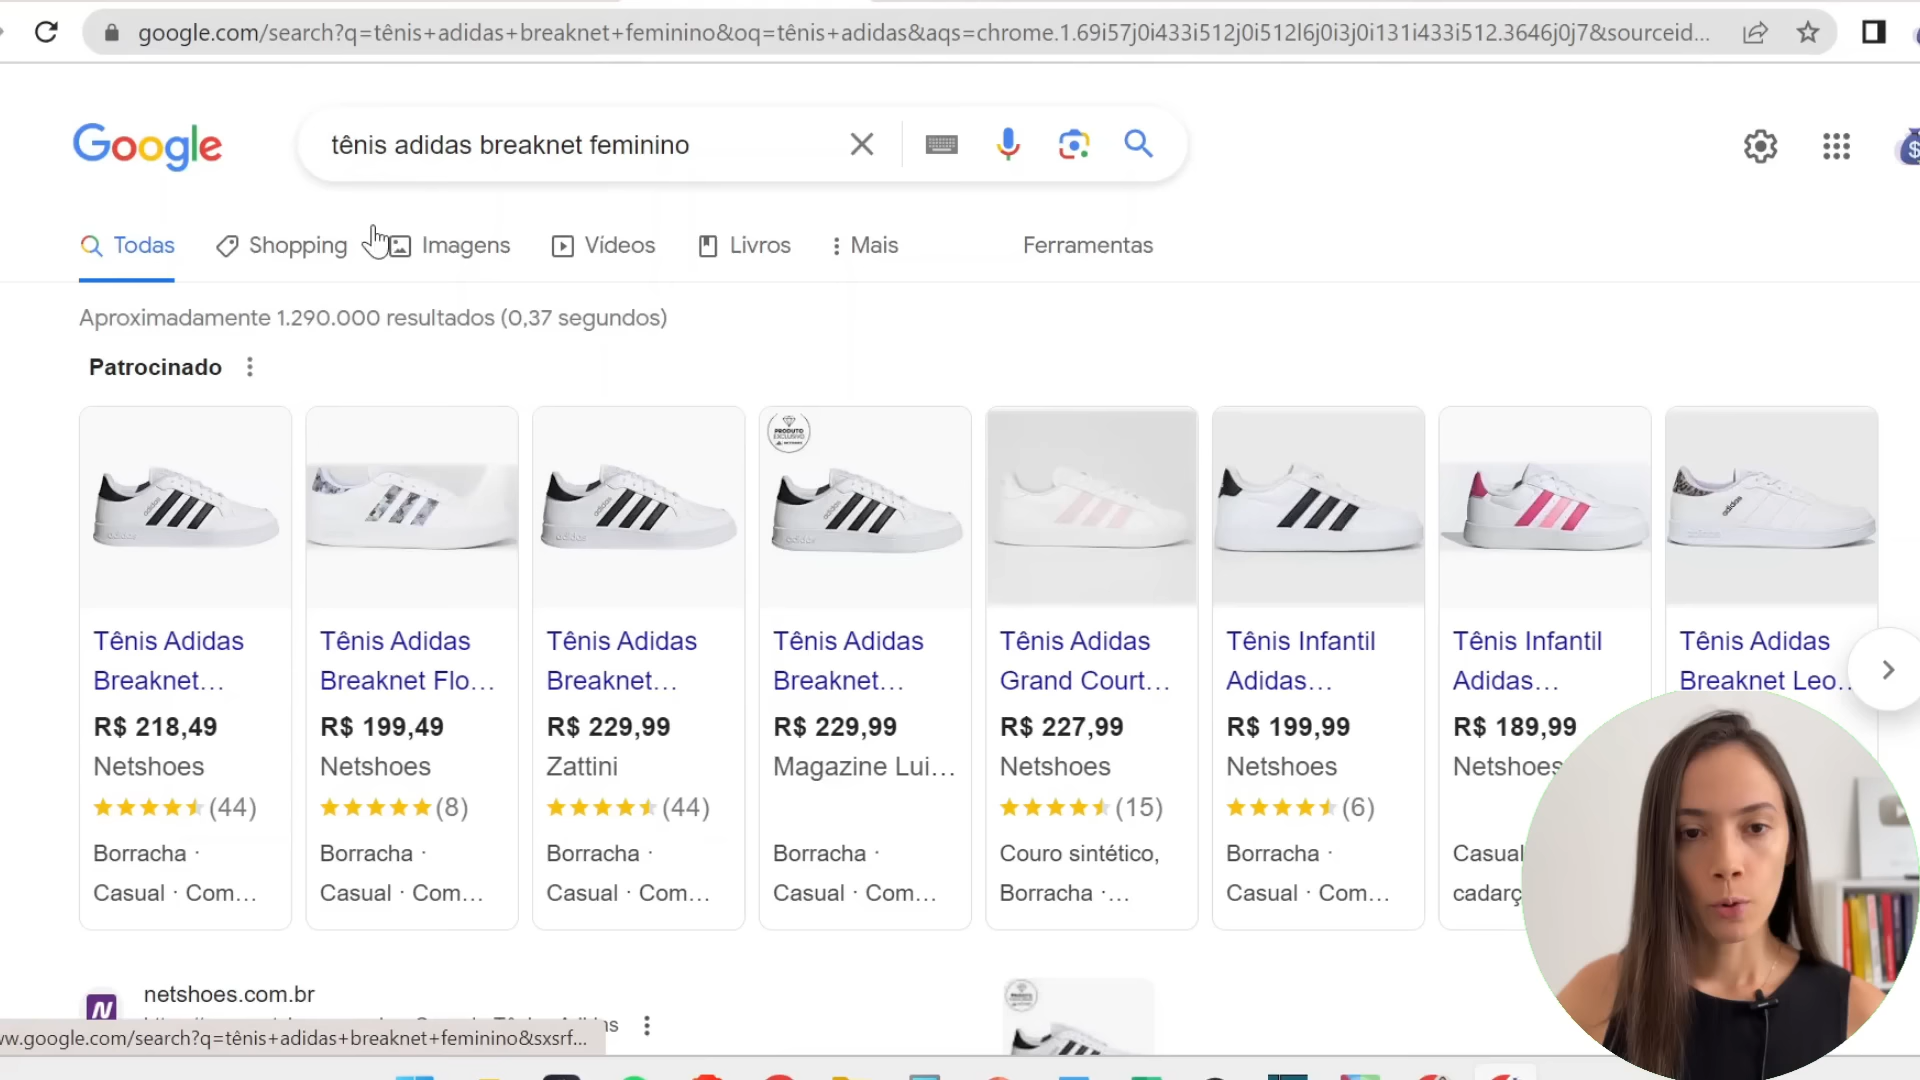 google.com/search?q=tênis+adidas+breaknet+feminino&oq=tênis+adidas&aqs=chrome.1.69i57j0i433i512j0i512l6j0i3j0i131i433i512.3646j0j7&sourceid...
Google
tênis adidas breaknet feminino
Todas
Shopping
Imagens
Vídeos
Livros
Mais
Ferramentas
Aproximadamente 1.290.000 resultados (0,37 segundos)
Patrocinado
PRODUTO
EXCLUSIVO
Tênis Adidas
Breaknet...
R$ 218,49
Netshoes
(44)
Borracha ·
Casual · Com...
Tênis Adidas
Breaknet Flo...
R$ 199,49
Netshoes
(8)
Borracha ·
Casual · Com...
Tênis Adidas
Breaknet...
R$ 229,99
Zattini
(44)
Borracha ·
Casual · Com...
Tênis Adidas
Breaknet...
R$ 229,99
Magazine Lui...
Borracha ·
Casual · Com...
Tênis Adidas
Grand Court...
R$ 227,99
Netshoes
(15)
Couro sintético,
Borracha ·...
Tênis Infantil
Adidas...
R$ 199,99
Netshoes
(6)
Borracha ·
Casual · Com...
Tênis Infantil
Adidas...
R$ 189,99
Netshoes
Casual
cadarç
Tênis Adidas
Breaknet Leo...
netshoes.com.br
ww.google.com/search?q=tênis+adidas+breaknet+feminino&sxsrf...